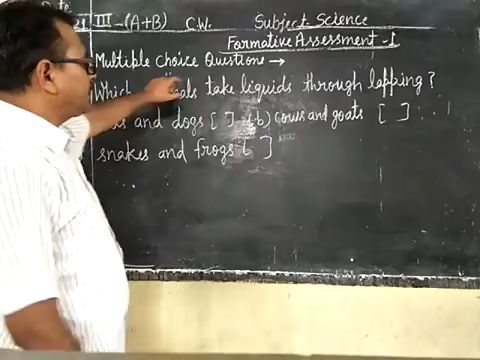 21 III-(A+B) C.W. Subject Science
Formative Assessment-I
Multiple Choice Questions →
Which take liquids through lapping?
and dogs [ ] (b) cows and goats [ ]
snakes and frogs [ ]